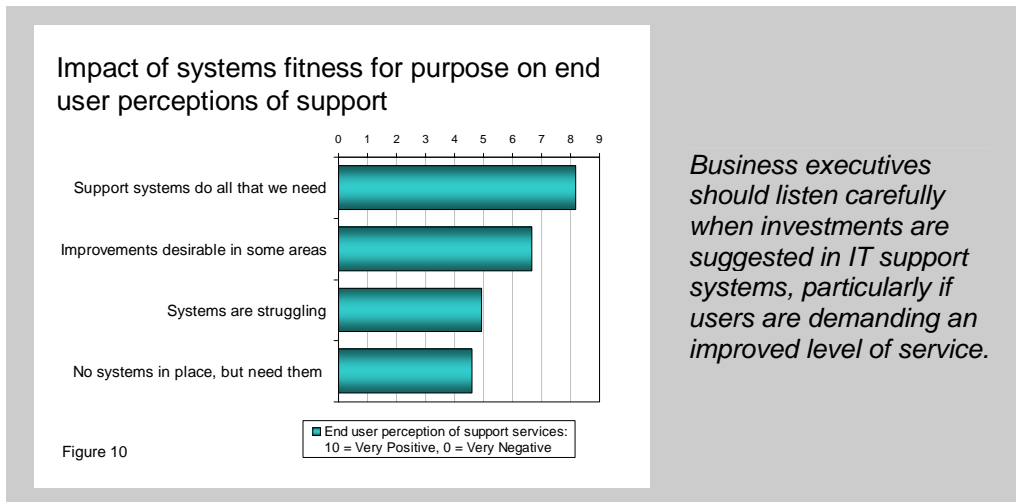 Impact of systems fitness for purpose on end
user perceptions of support
0 1 2 3 4 5 6 7 8 9
Support systems do all that we need
Improvements desirable in some areas
Systems are struggling
No systems in place, but need them
End user perception of support services:
10 = Very Positive, 0 = Very Negative
Figure 10
Business executives
should listen carefully
when investments are
suggested in IT support
systems, particularly if
users are demanding an
improved level of service.